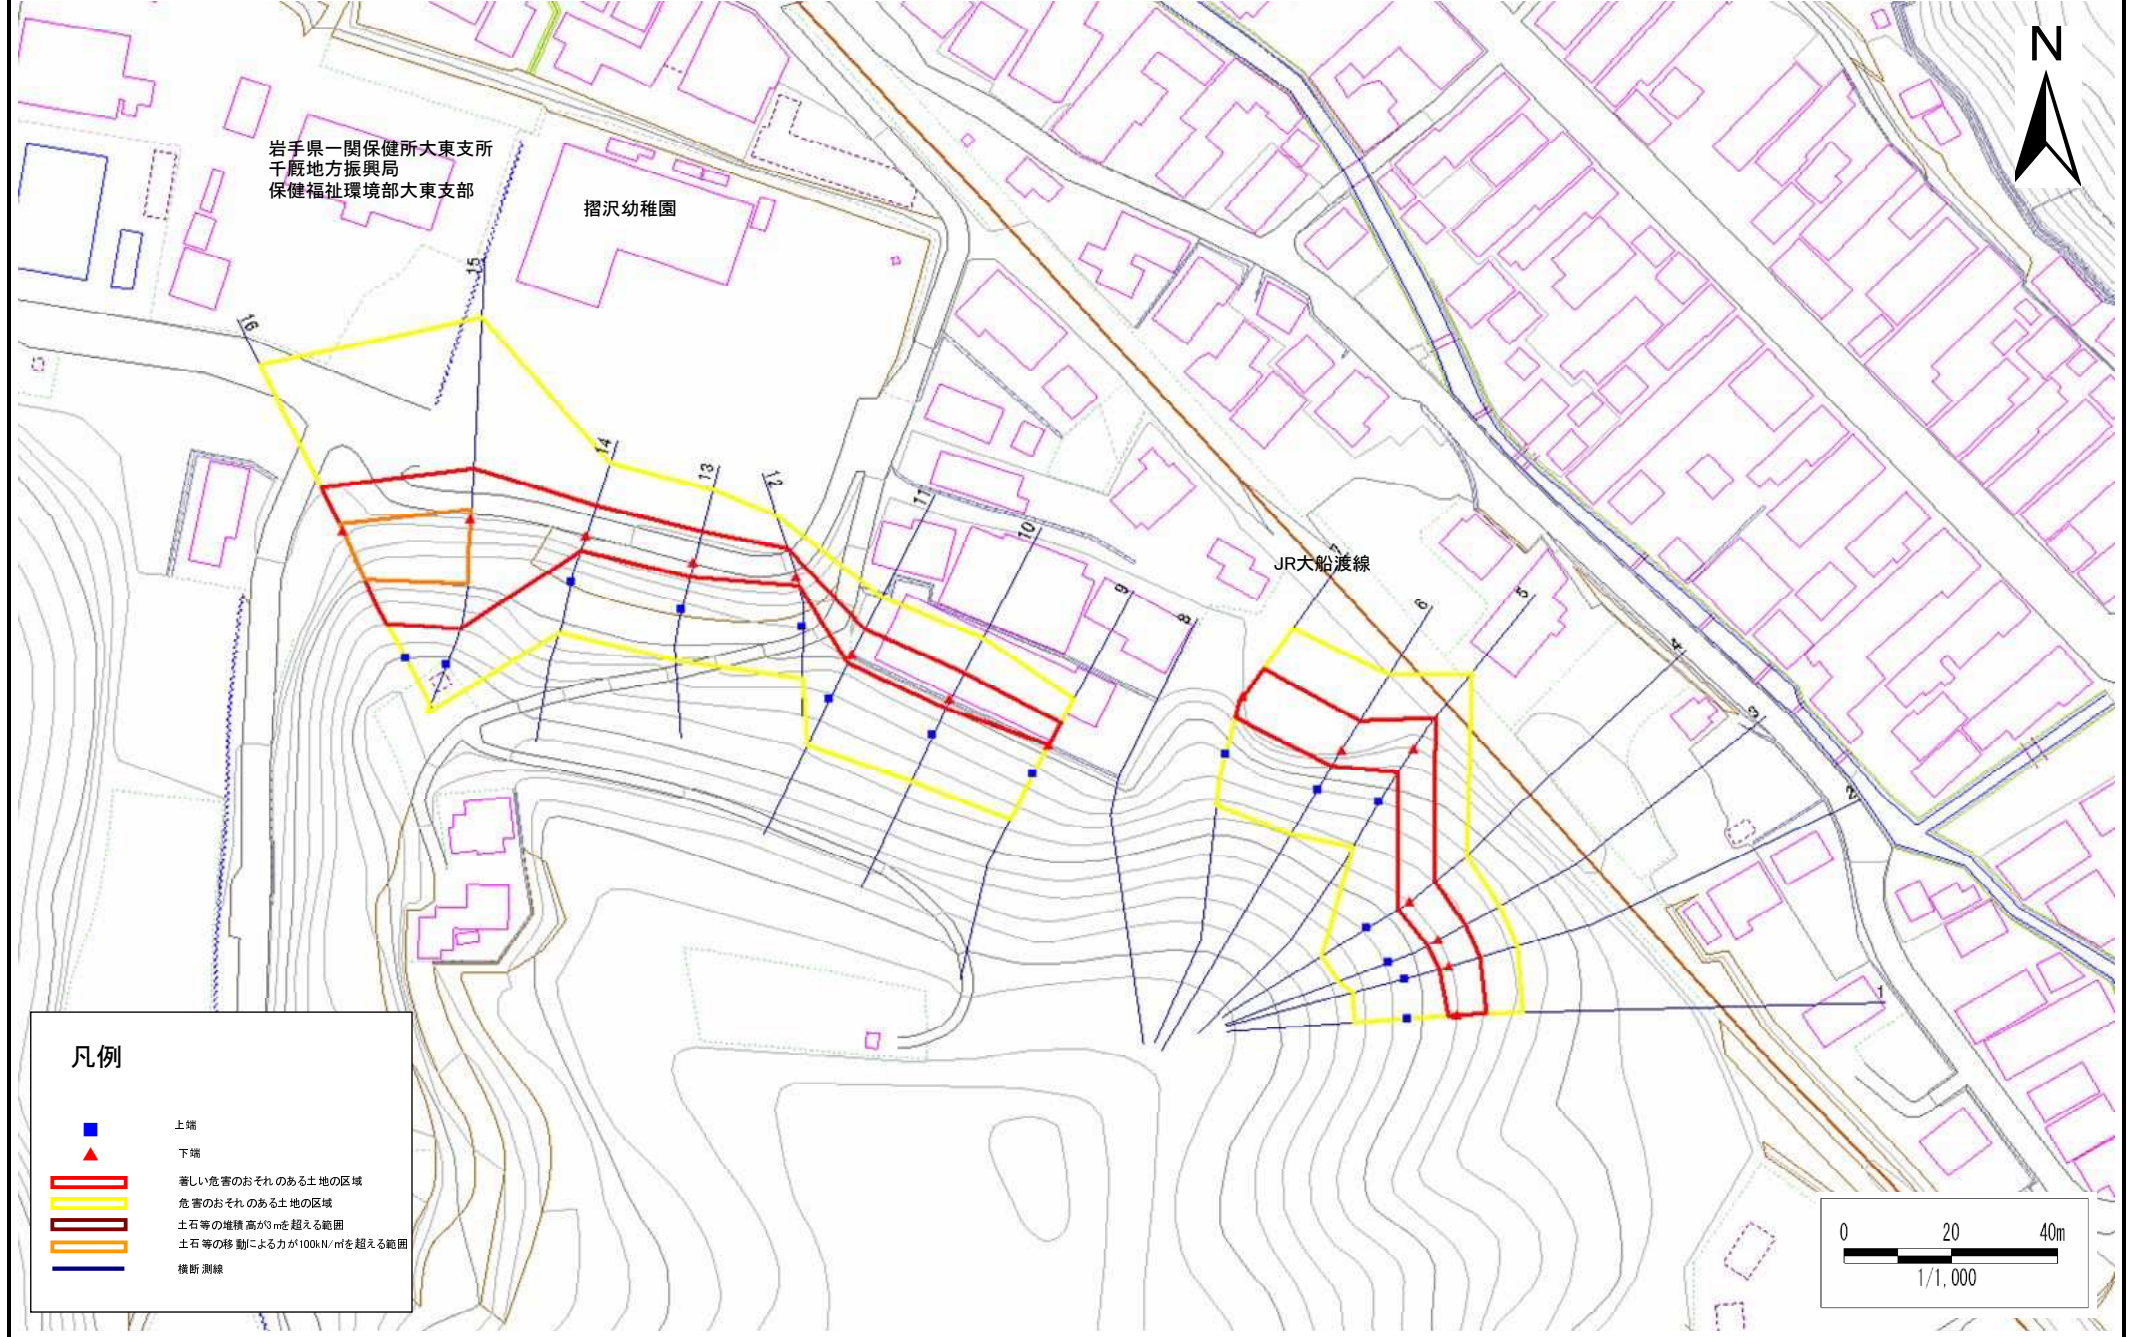 N
岩手県一関保健所大東支所
千厩地方振興局
保健福祉環境部大東支部
摺沢幼稚園
15
16
14
13
12
11
10
9
8
7
JR大船渡線
6
5
4
3
2
1
凡例
上端
下端
著しい危害のおそれのある土地の区域
危害のおそれのある土地の区域
土石等の堆積高が3mを超える範囲
土石等の移動による力が100kN/㎡を超える範囲
横断測線
0 20 40m
1/1,000